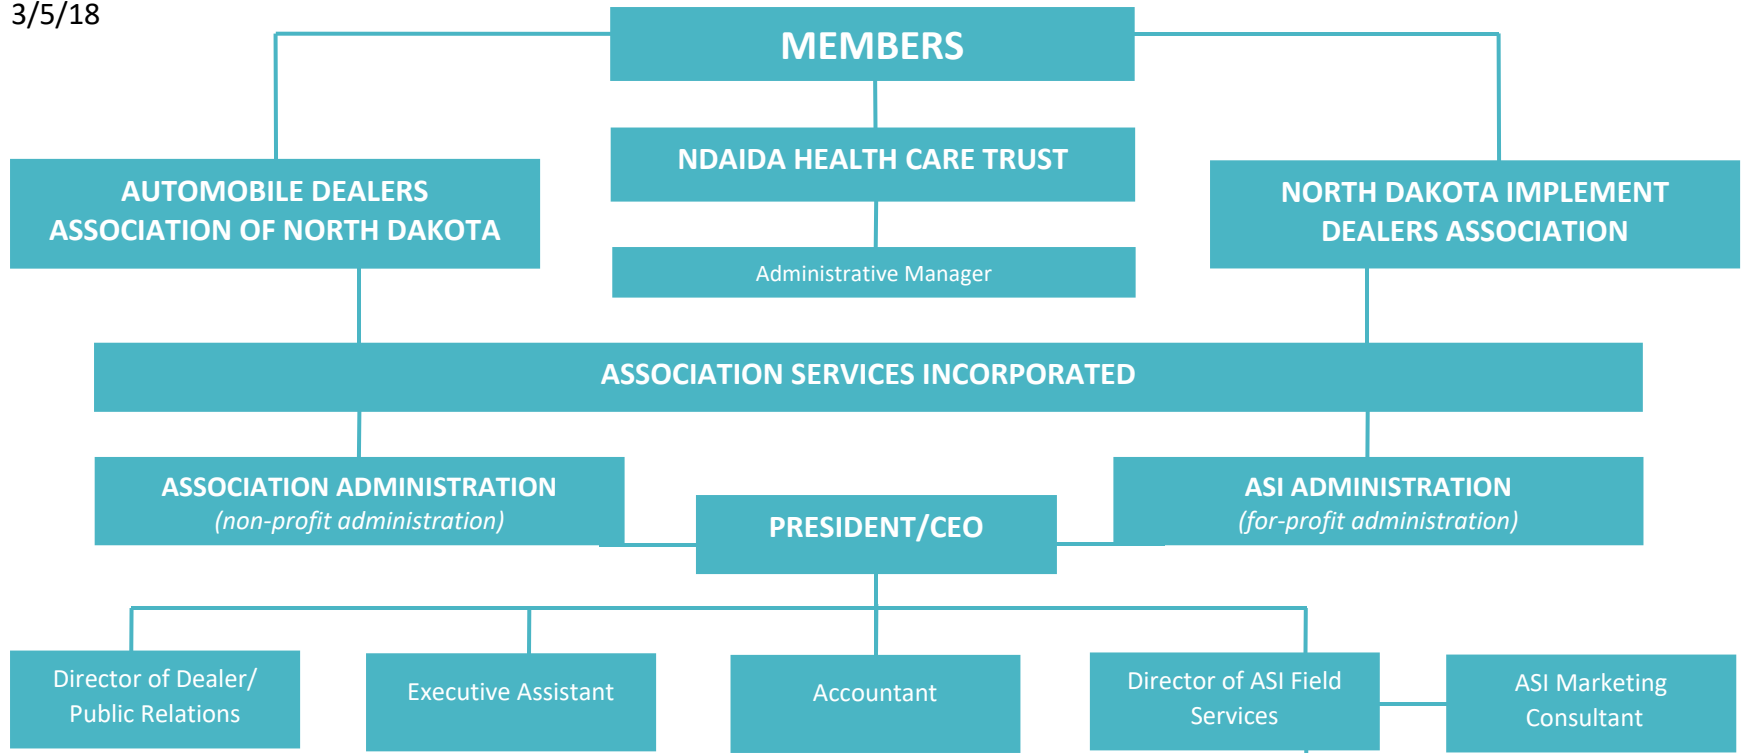 3/5/18
MEMBERS
NDAIDA HEALTH CARE TRUST
AUTOMOBILE DEALERS
ASSOCIATION OF NORTH DAKOTA
NORTH DAKOTA IMPLEMENT
DEALERS ASSOCIATION
Administrative Manager
ASSOCIATION SERVICES INCORPORATED
ASSOCIATION ADMINISTRATION
(non-profit administration)
ASI ADMINISTRATION
(for-profit administration)
PRESIDENT/CEO
Director of Dealer/
Public Relations
Executive Assistant
Accountant
Director of ASI Field
Services
ASI Marketing
Consultant